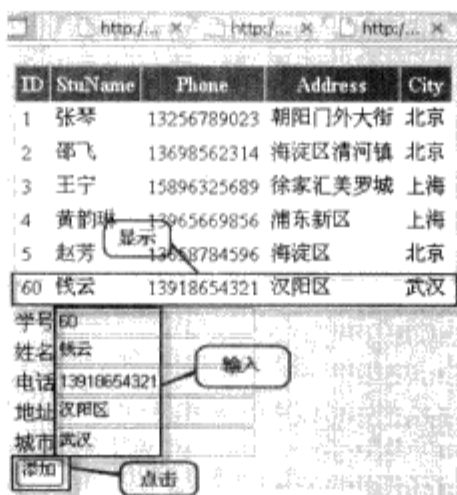 http:/... × http:/... × http:/... ×
ID StuName Phone Address City
1 张琴 13256789023 朝阳门外大街 北京
2 邵飞 13698562314 海淀区清河镇 北京
3 王宁 15896325689 徐家汇美罗城 上海
4 黄韵琳 13965669856 浦东新区 上海
显示
5 赵芳 13658784596 海淀区 北京
60 钱云 13918654321 汉阳区 武汉
学号 60
姓名 钱云
电话 13918654321
输入
地址 汉阳区
城市 武汉
添加
点击